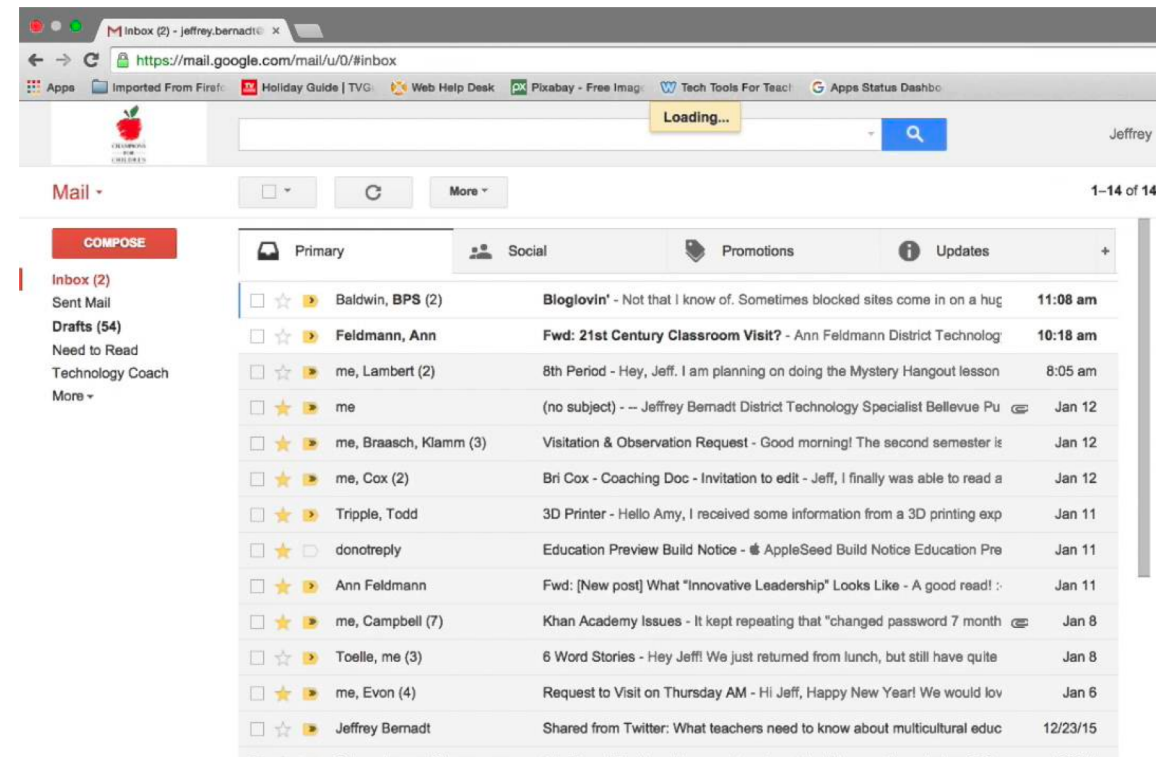 Inbox (2) - jeffrey.bernadt@ ×
https://mail.google.com/mail/u/0/#inbox
Apps Imported From Firefo Holiday Guide | TVG Web Help Desk Pixabay - Free Imag Tech Tools For Teach Apps Status Dashbo
Loading...
CHAMPIONS
FOR
CHILDREN
Jeffrey
Mail
More
1–14 of 14
COMPOSE
Inbox (2)
Sent Mail
Drafts (54)
Need to Read
Technology Coach
More
Primary Social Promotions Updates +
Baldwin, BPS (2) Bloglovin' - Not that I know of. Sometimes blocked sites come in on a hug 11:08 am
Feldmann, Ann Fwd: 21st Century Classroom Visit? - Ann Feldmann District Technolog 10:18 am
me, Lambert (2) 8th Period - Hey, Jeff. I am planning on doing the Mystery Hangout lesson 8:05 am
me (no subject) - -- Jeffrey Bernadt District Technology Specialist Bellevue Pu Jan 12
me, Braasch, Klamm (3) Visitation & Observation Request - Good morning! The second semester is Jan 12
me, Cox (2) Bri Cox - Coaching Doc - Invitation to edit - Jeff, I finally was able to read a Jan 12
Tripple, Todd 3D Printer - Hello Amy, I received some information from a 3D printing exp Jan 11
donotreply Education Preview Build Notice - AppleSeed Build Notice Education Pre Jan 11
Ann Feldmann Fwd: [New post] What "Innovative Leadership" Looks Like - A good read! :- Jan 11
me, Campbell (7) Khan Academy Issues - It kept repeating that "changed password 7 month Jan 8
Toelle, me (3) 6 Word Stories - Hey Jeff! We just returned from lunch, but still have quite Jan 8
me, Evon (4) Request to Visit on Thursday AM - Hi Jeff, Happy New Year! We would lov Jan 6
Jeffrey Bernadt Shared from Twitter: What teachers need to know about multicultural educ 12/23/15